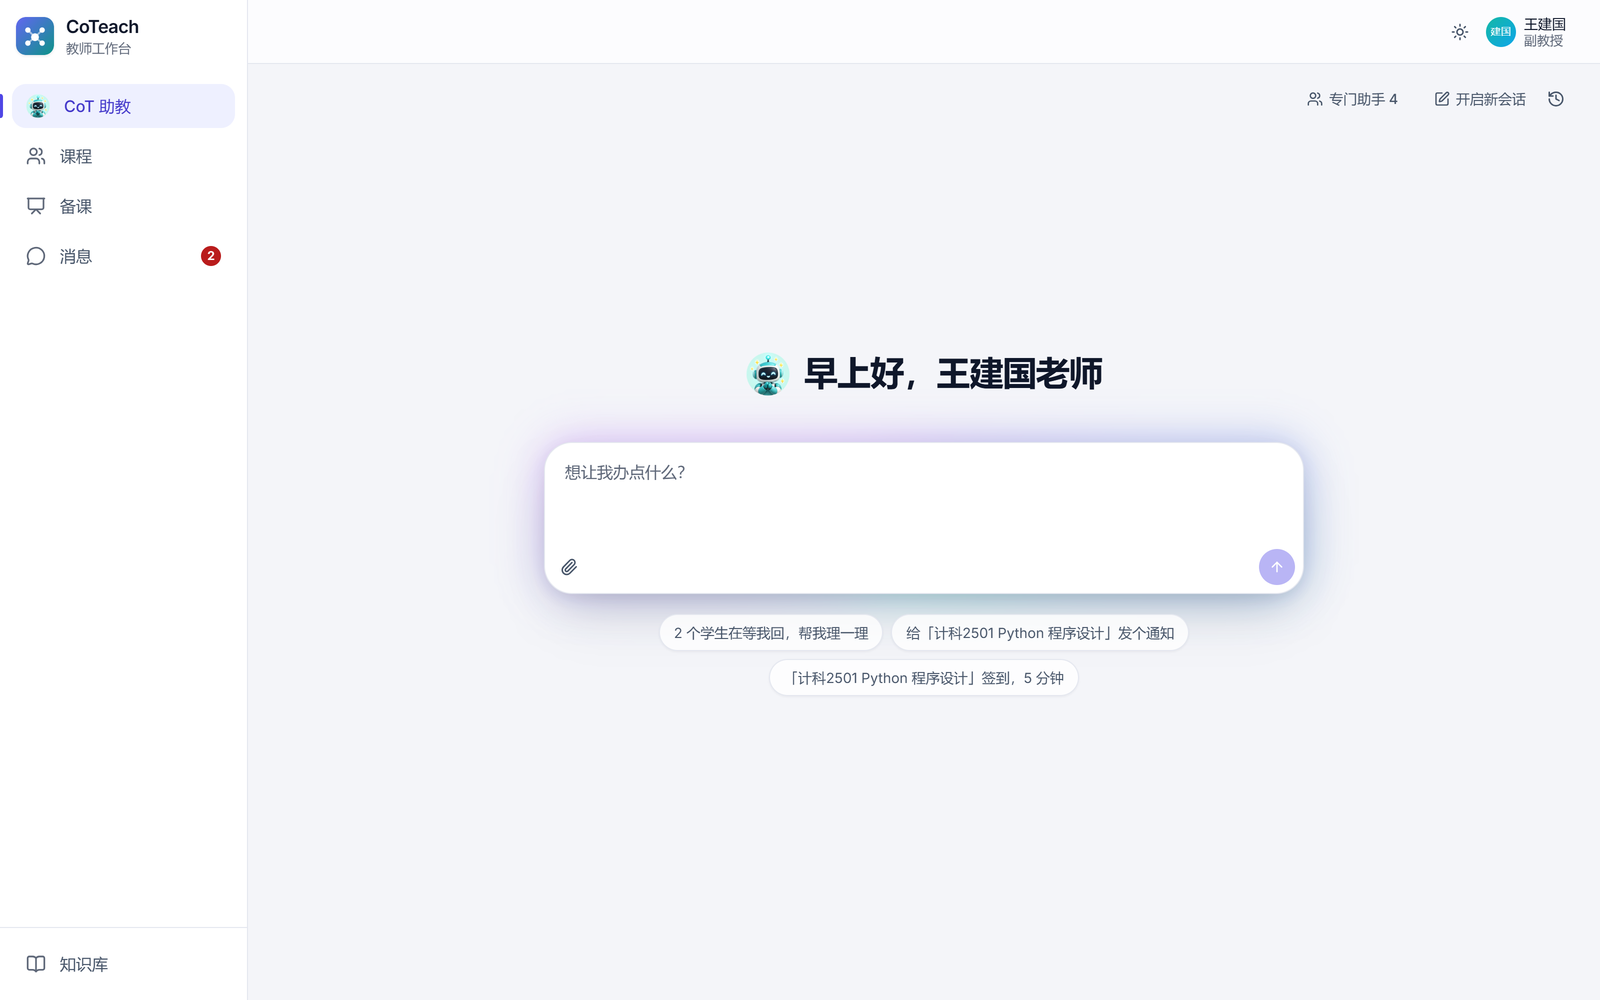 CoTeach
教师工作台
CoT 助教
课程
备课
消息
2
知识库
建国
王建国
副教授
专门助手 4
开启新会话
早上好，王建国老师
想让我办点什么？
2 个学生在等我回，帮我理一理
给「计科2501 Python 程序设计」发个通知
「计科2501 Python 程序设计」签到，5 分钟